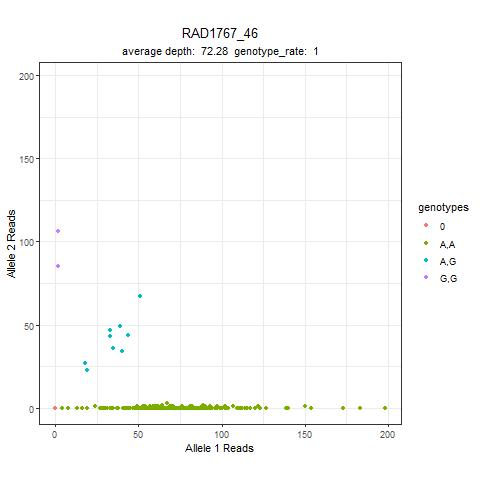 RAD1767_46
average depth: 72.28 genotype_rate: 1
200
150
100
50
0
Allele 2 Reads
0 50 100 150 200
Allele 1 Reads
genotypes
0
A,A
A,G
G,G